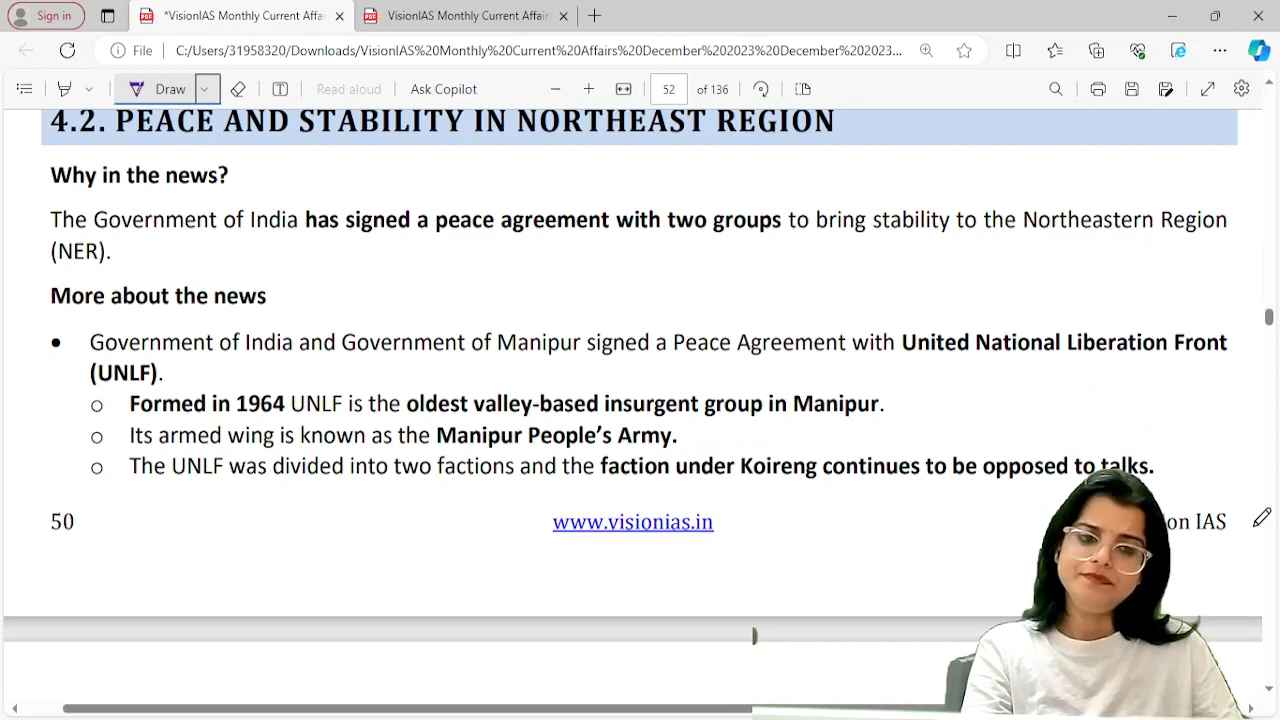 Sign in
*VisionIAS Monthly Current Affai
VisionIAS Monthly Current Affair
File
C:/Users/31958320/Downloads/VisionIAS%20Monthly%20Current%20Affairs%20December%202023%20December%202023...
Draw
Read aloud
Ask Copilot
52
of 136
4.2. PEACE AND STABILITY IN NORTHEAST REGION
Why in the news?
The Government of India has signed a peace agreement with two groups to bring stability to the Northeastern Region
(NER).
More about the news
• Government of India and Government of Manipur signed a Peace Agreement with United National Liberation Front
(UNLF).
o Formed in 1964 UNLF is the oldest valley-based insurgent group in Manipur.
o Its armed wing is known as the Manipur People's Army.
o The UNLF was divided into two factions and the faction under Koireng continues to be opposed to talks.
50
www.visionias.in
on IAS